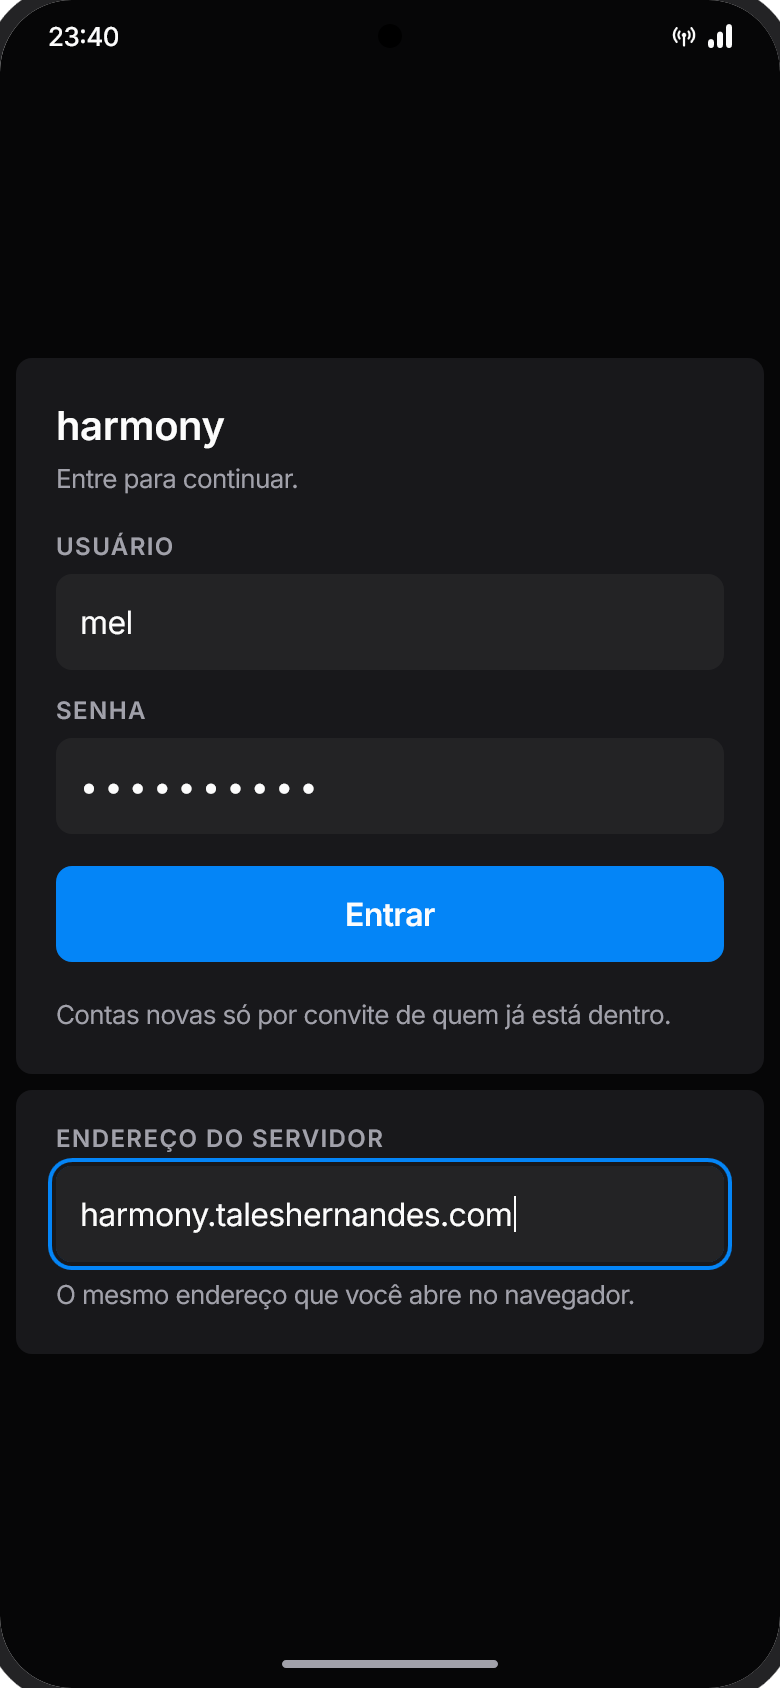 23:40
harmony
Entre para continuar.
USUÁRIO
mel
SENHA
••••••••••
Entrar
Contas novas só por convite de quem já está dentro.
ENDEREÇO DO SERVIDOR
harmony.taleshernandes.com
O mesmo endereço que você abre no navegador.